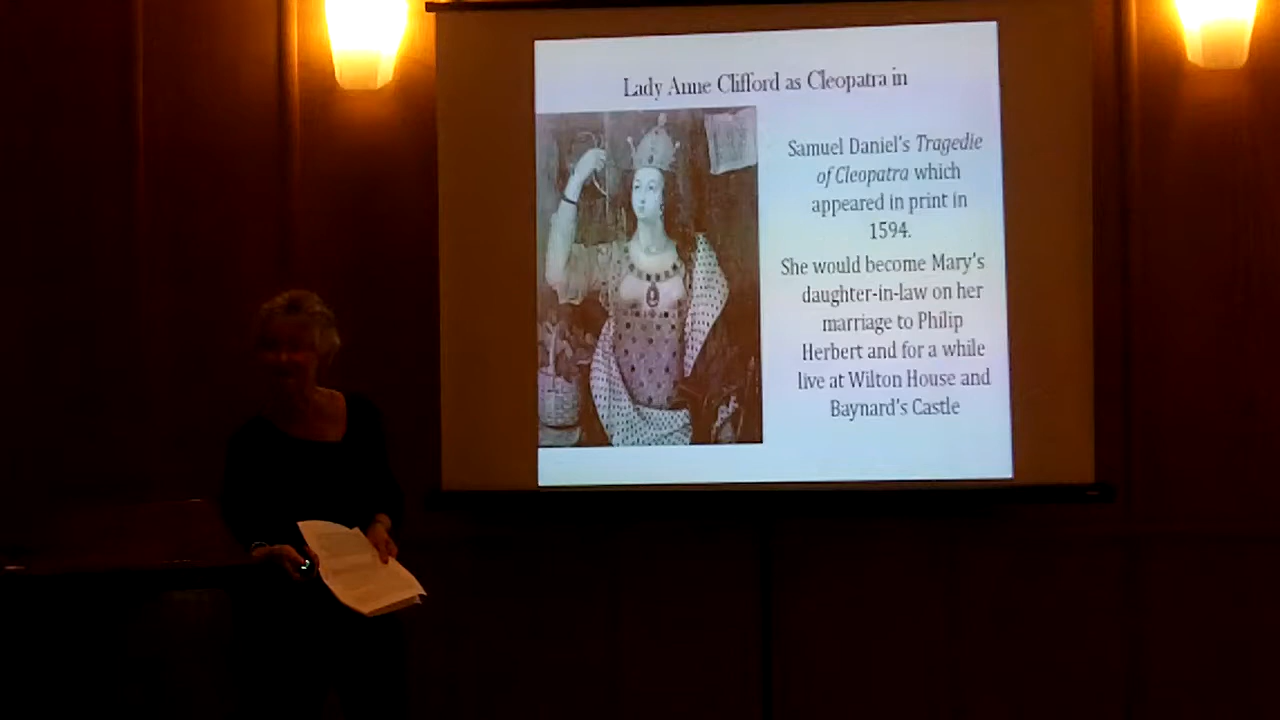 Lady Anne Clifford as Cleopatra in
Samuel Daniel's Tragedie
of Cleopatra which
appeared in print in
1594.
She would become Mary's
daughter-in-law on her
marriage to Philip
Herbert and for a while
live at Wilton House and
Baynard's Castle